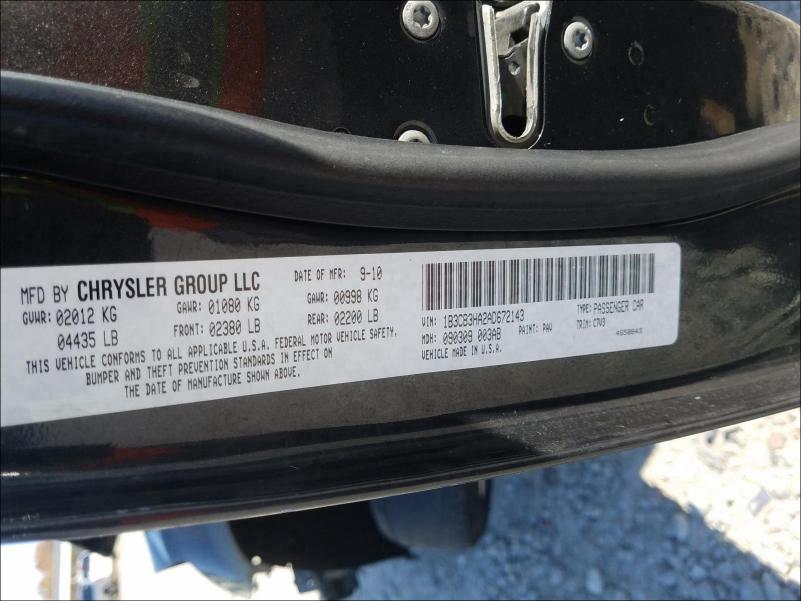 MFD BY CHRYSLER GROUP LLC DATE OF MFR: 9-10
GVWR: 02012 KG GAWR: 01080 KG GAWR: 00998 KG
04435 LB FRONT: 02380 LB REAR: 02200 LB
THIS VEHICLE CONFORMS TO ALL APPLICABLE U.S.A. FEDERAL MOTOR VEHICLE SAFETY,
BUMPER AND THEFT PREVENTION STANDARDS IN EFFECT ON
THE DATE OF MANUFACTURE SHOWN ABOVE.
VIN: 1B3CB3HA2AD672143 TYPE: PASSENGER CAR
MDH: 090309 003AB PAINT: PAV TRIM: C7V3
VEHICLE MADE IN U.S.A. 4658843